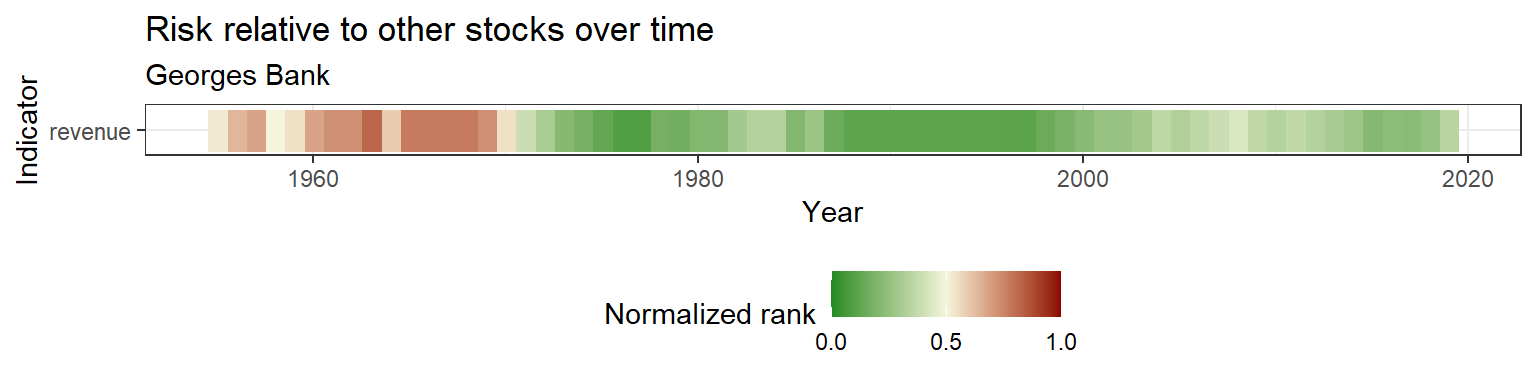 Risk relative to other stocks over time
Georges Bank
Indicator
revenue
1960 1980 2000 2020
Year
Normalized rank
0.0 0.5 1.0